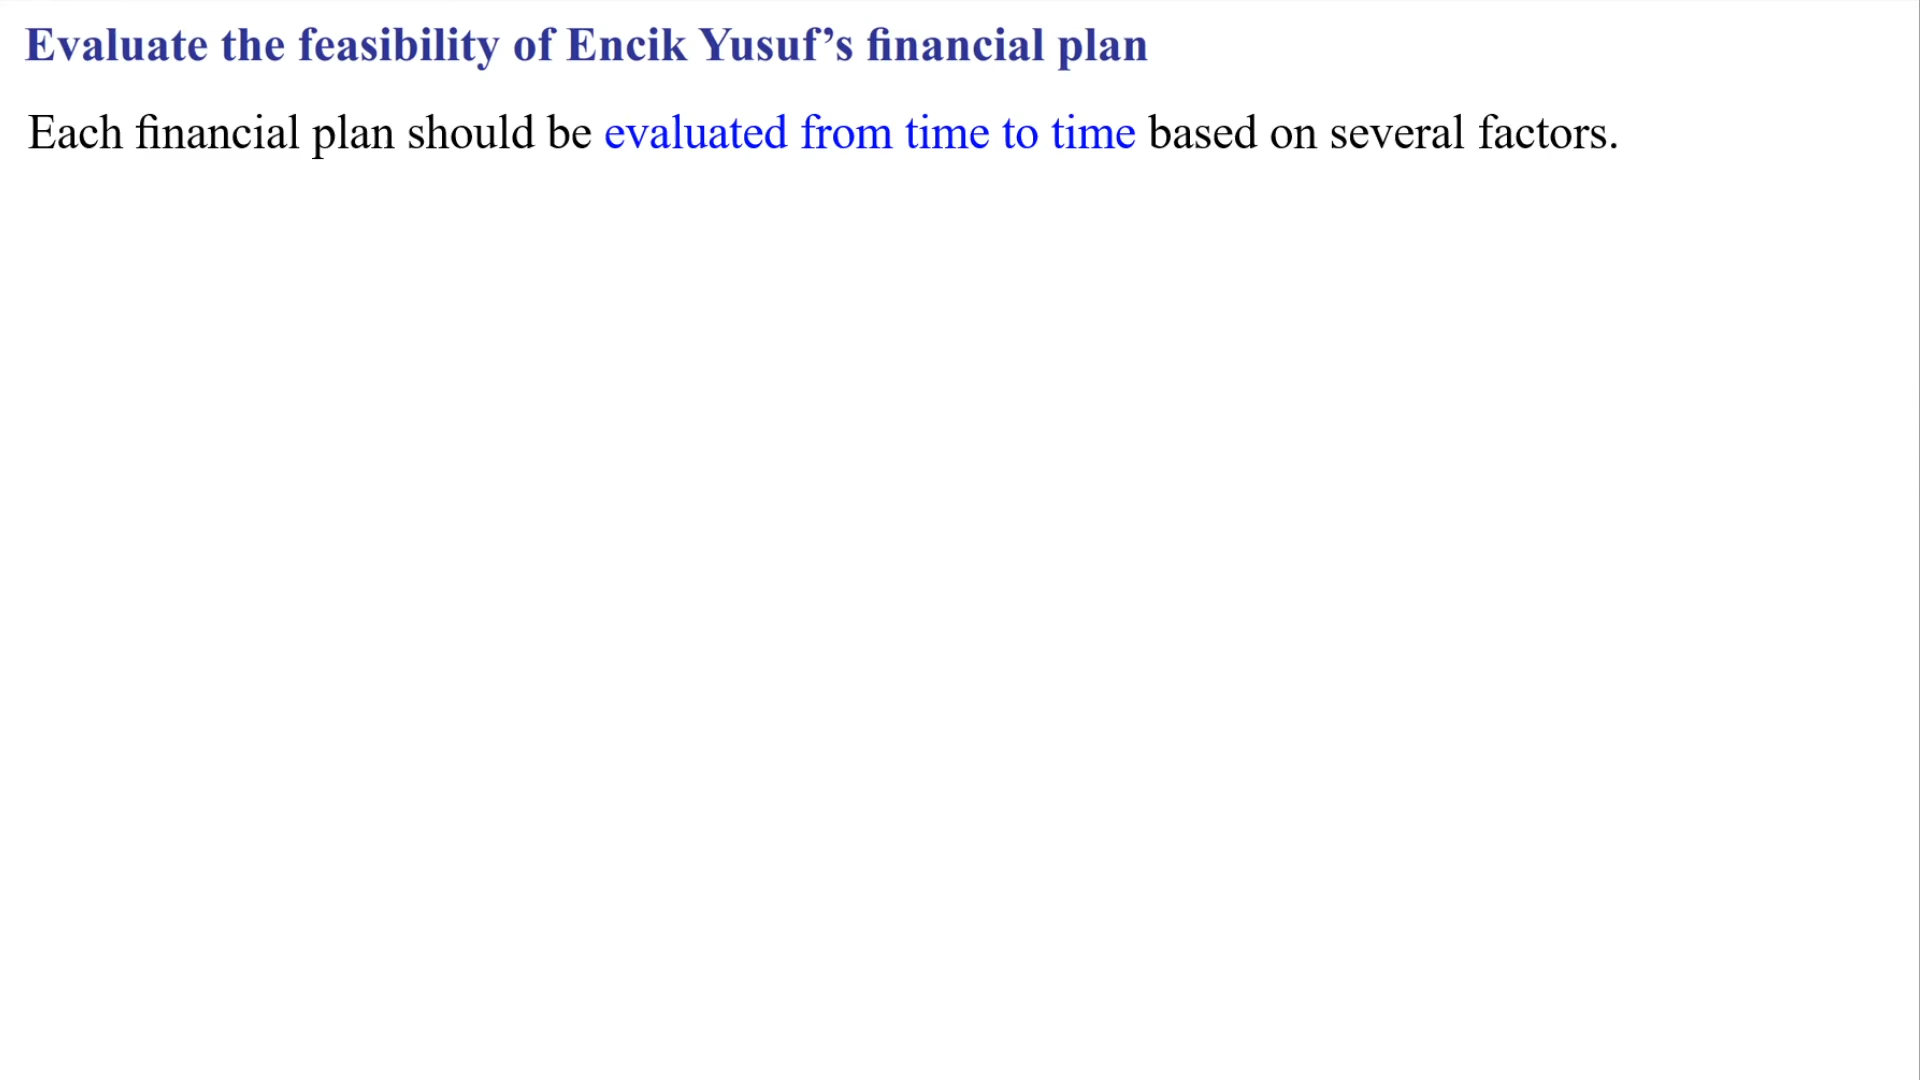 Evaluate the feasibility of Encik Yusuf’s financial plan
Each financial plan should be evaluated from time to time based on several factors.